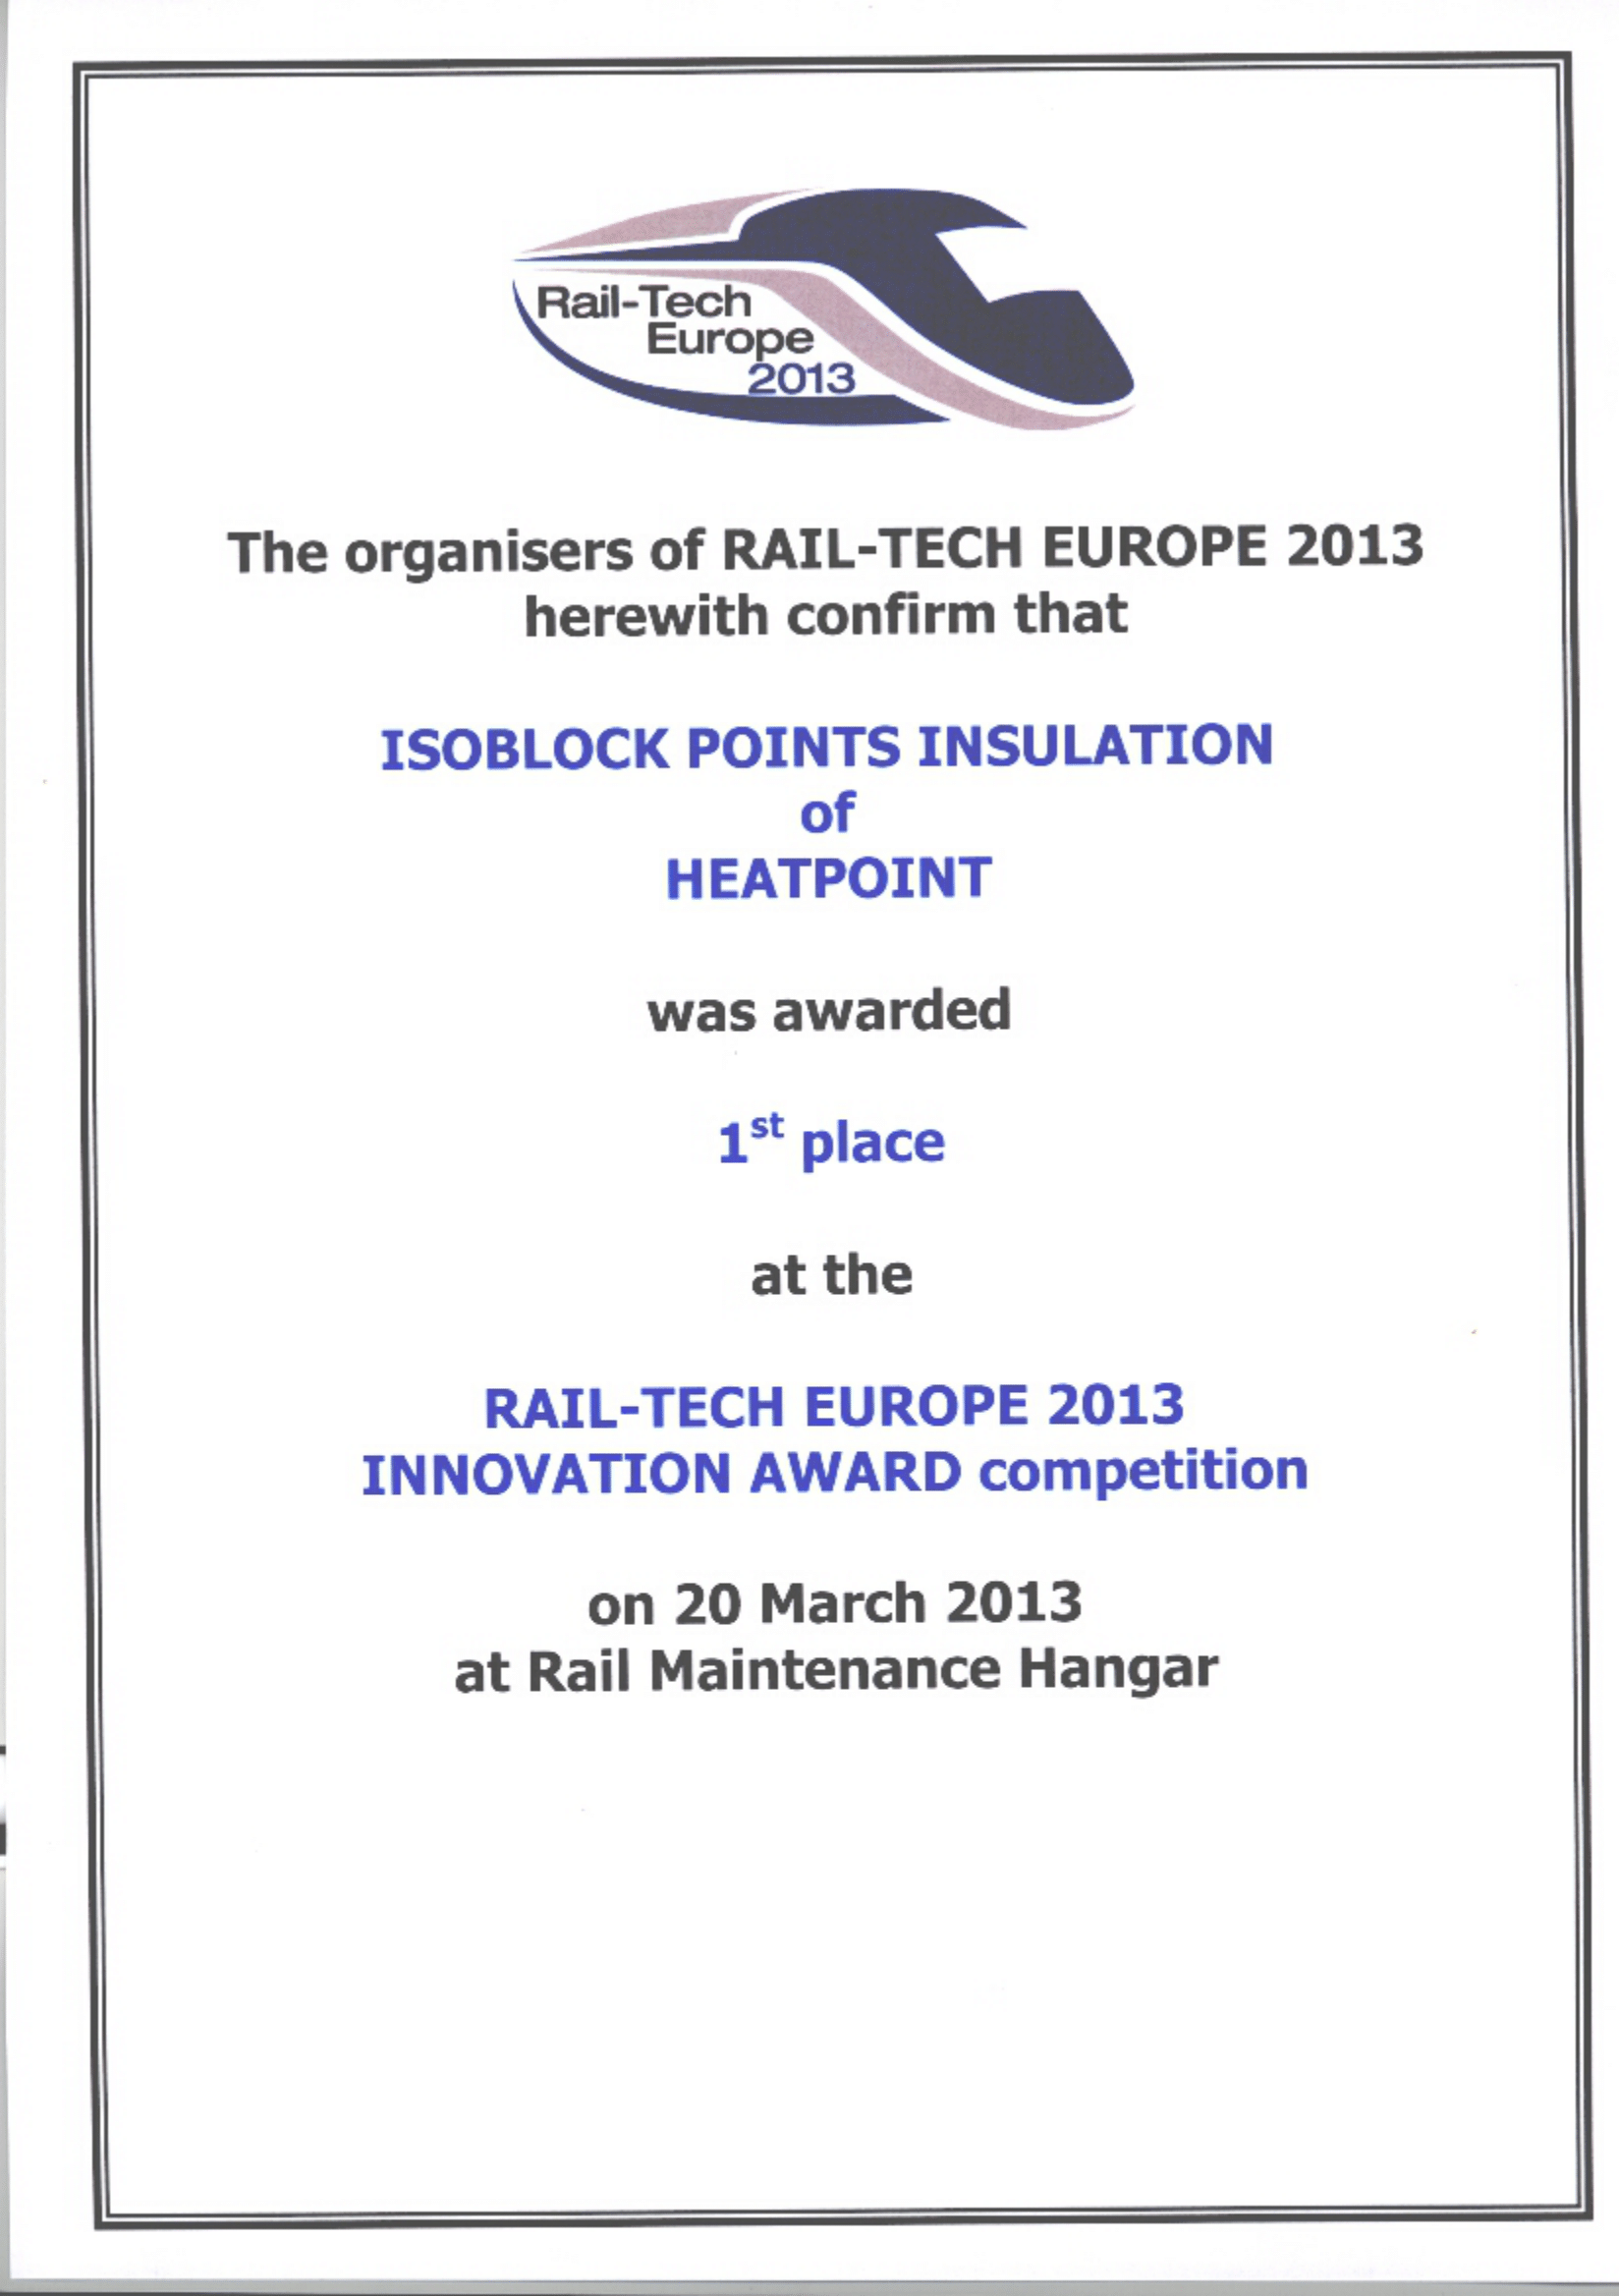 Rail-Tech
Europe
2013
The organisers of RAIL-TECH EUROPE 2013
herewith confirm that
ISOBLOCK POINTS INSULATION
of
HEATPOINT
was awarded
1st place
at the
RAIL-TECH EUROPE 2013
INNOVATION AWARD competition
on 20 March 2013
at Rail Maintenance Hangar